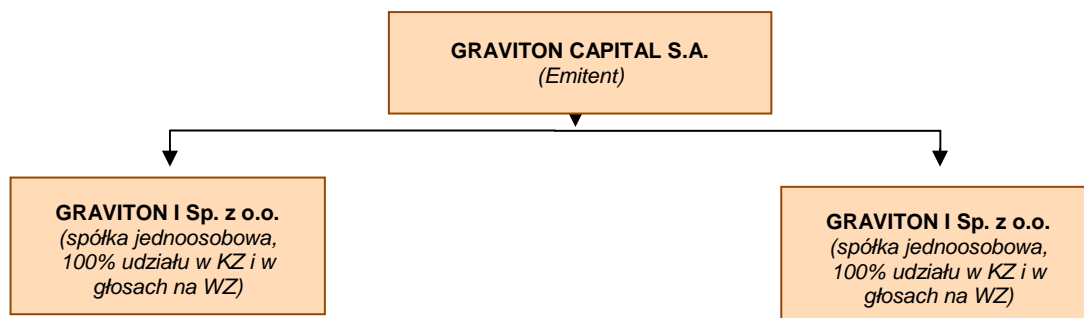 GRAVITON CAPITAL S.A.
(Emitent)
GRAVITON I Sp. z o.o.
(spółka jednoosobowa,
100% udziału w KZ i w
głosach na WZ)
GRAVITON I Sp. z o.o.
(spółka jednoosobowa,
100% udziału w KZ i w
głosach na WZ)